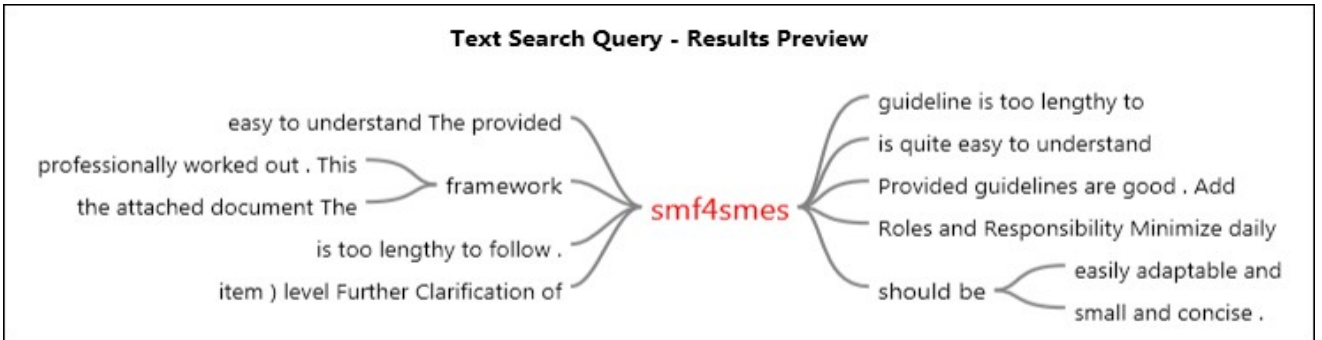 Text Search Query - Results Preview
easy to understand The provided
professionally worked out . This
the attached document The
framework
is too lengthy to follow .
item ) level Further Clarification of
smf4smes
guideline is too lengthy to
is quite easy to understand
Provided guidelines are good . Add
Roles and Responsibility Minimize daily
should be
easily adaptable and
small and concise .